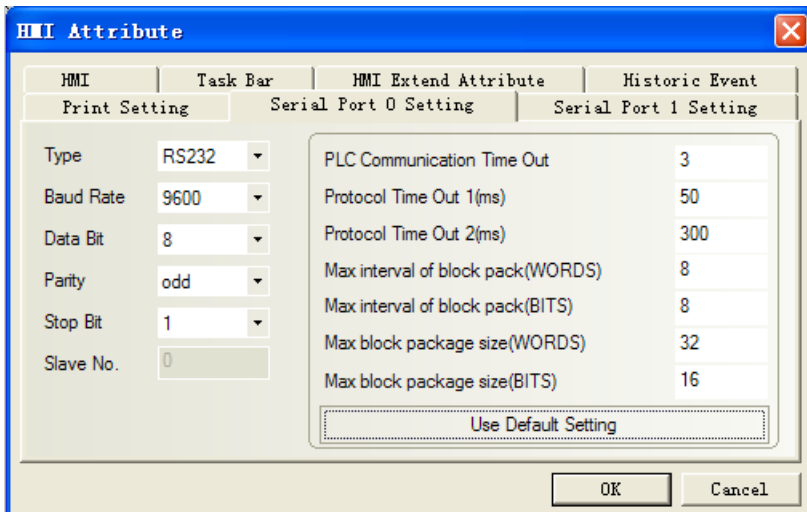 HMI Attribute
HMI Task Bar HMI Extend Attribute Historic Event
Print Setting Serial Port 0 Setting Serial Port 1 Setting
Type RS232
Baud Rate 9600
Data Bit 8
Parity odd
Stop Bit 1
Slave No. 0
PLC Communication Time Out 3
Protocol Time Out 1(ms) 50
Protocol Time Out 2(ms) 300
Max interval of block pack(WORDS) 8
Max interval of block pack(BITS) 8
Max block package size(WORDS) 32
Max block package size(BITS) 16
Use Default Setting
OK Cancel